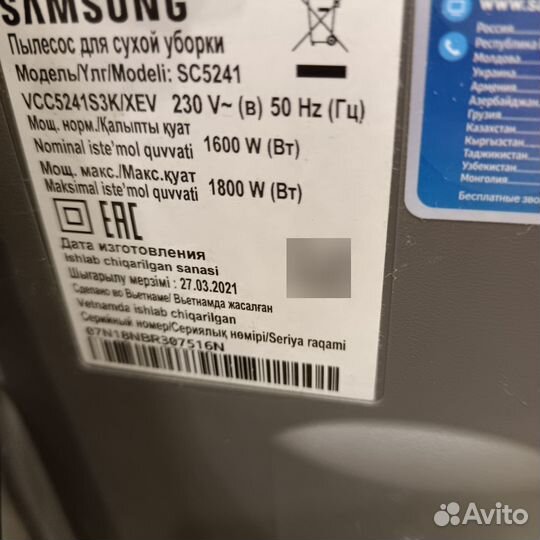 SAMSUNG
Пылесос для сухой уборки
Модель/Үлг/Modeli: SC5241
VCC5241S3K/XEV 230 V~ (в) 50 Hz (Гц)
Мощ. норм./Қалыпты қуат
Nominal iste'mol quvvati 1600 W (Вт)
Мощ. макс./Макс.қуат
Maksimal iste'mol quvvati 1800 W (Вт)
EAC
Дата изготовления
Ishlab chiqarilgan sanasi
Шығарылу мерзімі : 27.03.2021
Сделано во Вьетнаме/ Вьетнамда жасалған
Vetnamda ishlab chiqarilgan
Серийный номер/Сериялық нөмірі/Seriya raqami
07N18NBR307516N
Россия
Республика
Молдова
Украина
Армения
Азербайджан
Грузия
Казахстан
Кыргызстан
Таджикистан
Узбекистан
Монголия
Бесплатные
Avito